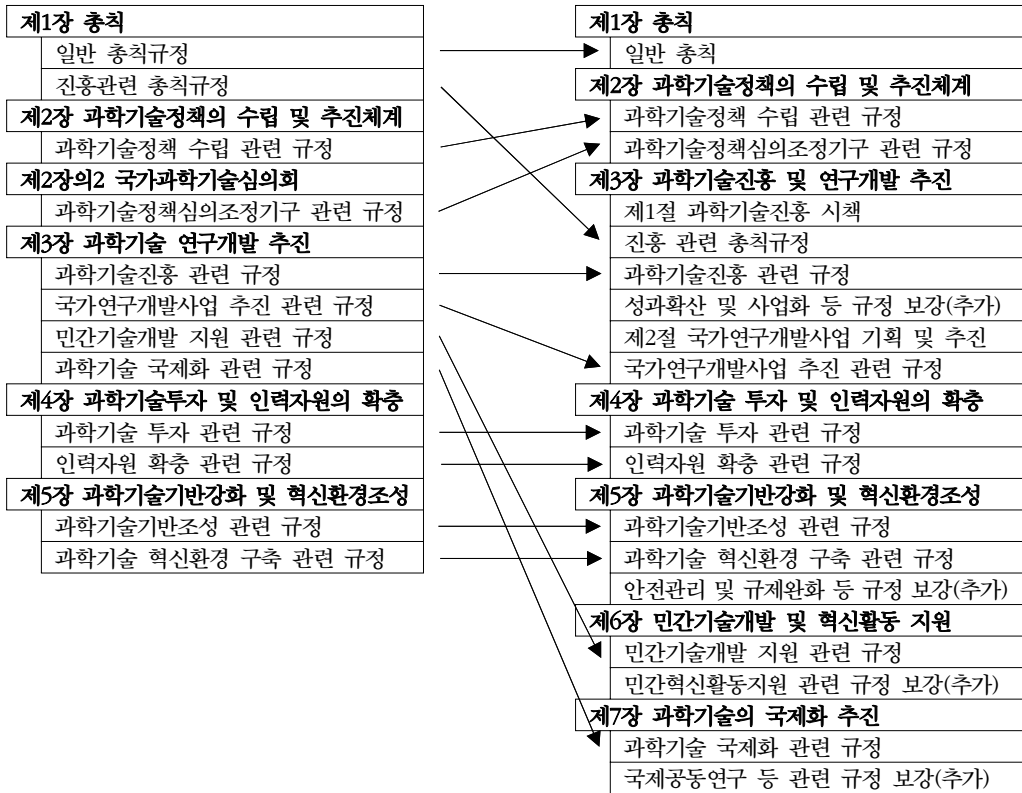 제1장 총칙
일반 총칙규정
진흥관련 총칙규정
제2장 과학기술정책의 수립 및 추진체계
과학기술정책 수립 관련 규정
제2장의2 국가과학기술심의회
과학기술정책심의조정기구 관련 규정
제3장 과학기술 연구개발 추진
과학기술진흥 관련 규정
국가연구개발사업 추진 관련 규정
민간기술개발 지원 관련 규정
과학기술 국제화 관련 규정
제4장 과학기술투자 및 인력자원의 확충
과학기술 투자 관련 규정
인력자원 확충 관련 규정
제5장 과학기술기반강화 및 혁신환경조성
과학기술기반조성 관련 규정
과학기술 혁신환경 구축 관련 규정
제1장 총칙
일반 총칙
제2장 과학기술정책의 수립 및 추진체계
과학기술정책 수립 관련 규정
과학기술정책심의조정기구 관련 규정
제3장 과학기술진흥 및 연구개발 추진
제1절 과학기술진흥 시책
진흥 관련 총칙규정
과학기술진흥 관련 규정
성과확산 및 사업화 등 규정 보강(추가)
제2절 국가연구개발사업 기획 및 추진
국가연구개발사업 추진 관련 규정
제4장 과학기술 투자 및 인력자원의 확충
과학기술 투자 관련 규정
인력자원 확충 관련 규정
제5장 과학기술기반강화 및 혁신환경조성
과학기술기반조성 관련 규정
과학기술 혁신환경 구축 관련 규정
안전관리 및 규제완화 등 규정 보강(추가)
제6장 민간기술개발 및 혁신활동 지원
민간기술개발 지원 관련 규정
민간혁신활동지원 관련 규정 보강(추가)
제7장 과학기술의 국제화 추진
과학기술 국제화 관련 규정
국제공동연구 등 관련 규정 보강(추가)